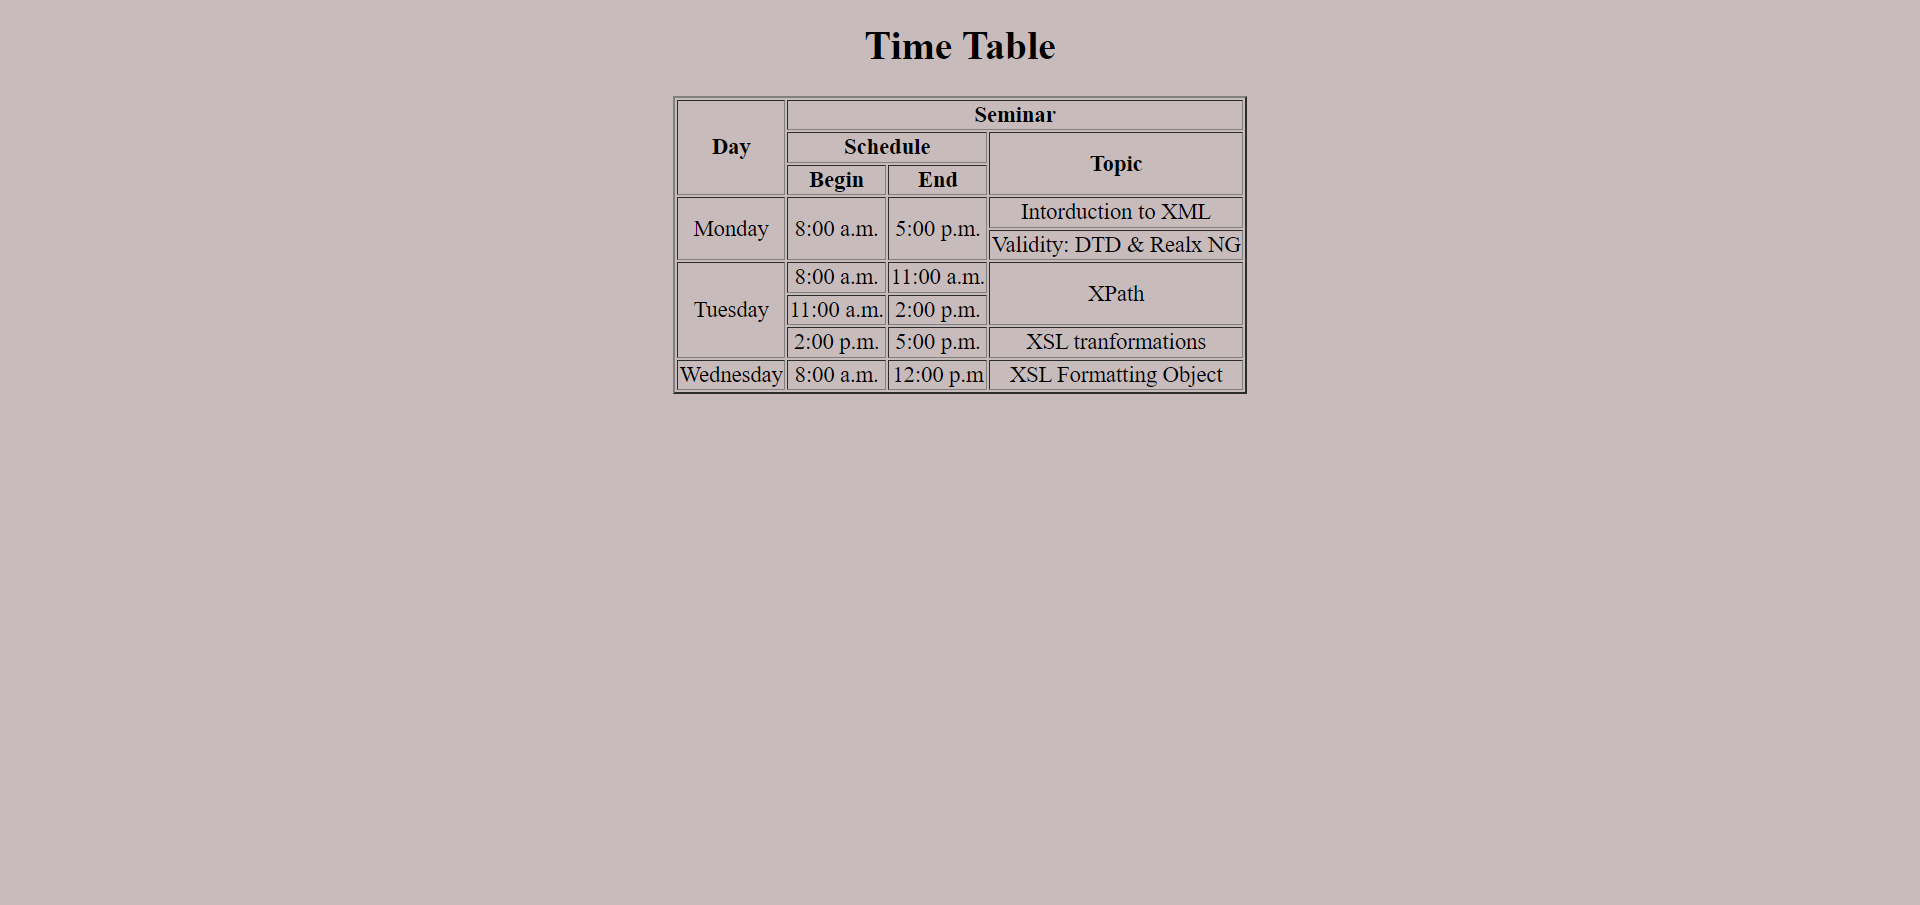 Time Table
Seminar
Day
Schedule
Topic
Begin End
Monday 8:00 a.m. 5:00 p.m. Intorduction to XML
Validity: DTD & Realx NG
Tuesday 8:00 a.m. 11:00 a.m. XPath
11:00 a.m. 2:00 p.m.
2:00 p.m. 5:00 p.m. XSL tranformations
Wednesday 8:00 a.m. 12:00 p.m XSL Formatting Object